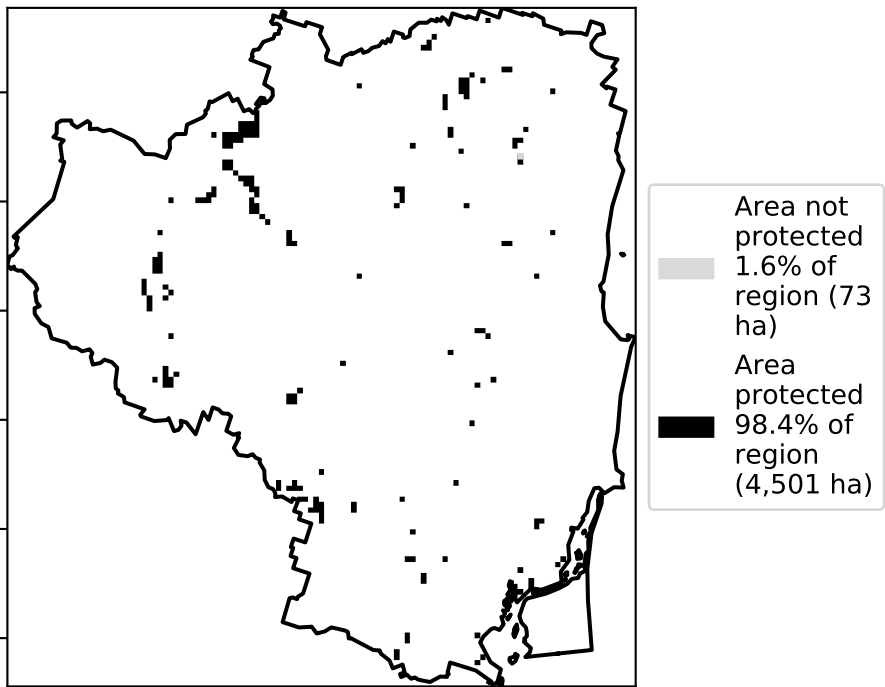 Area not
protected
1.6% of
region (73
ha)
Area
protected
98.4% of
region
(4,501 ha)